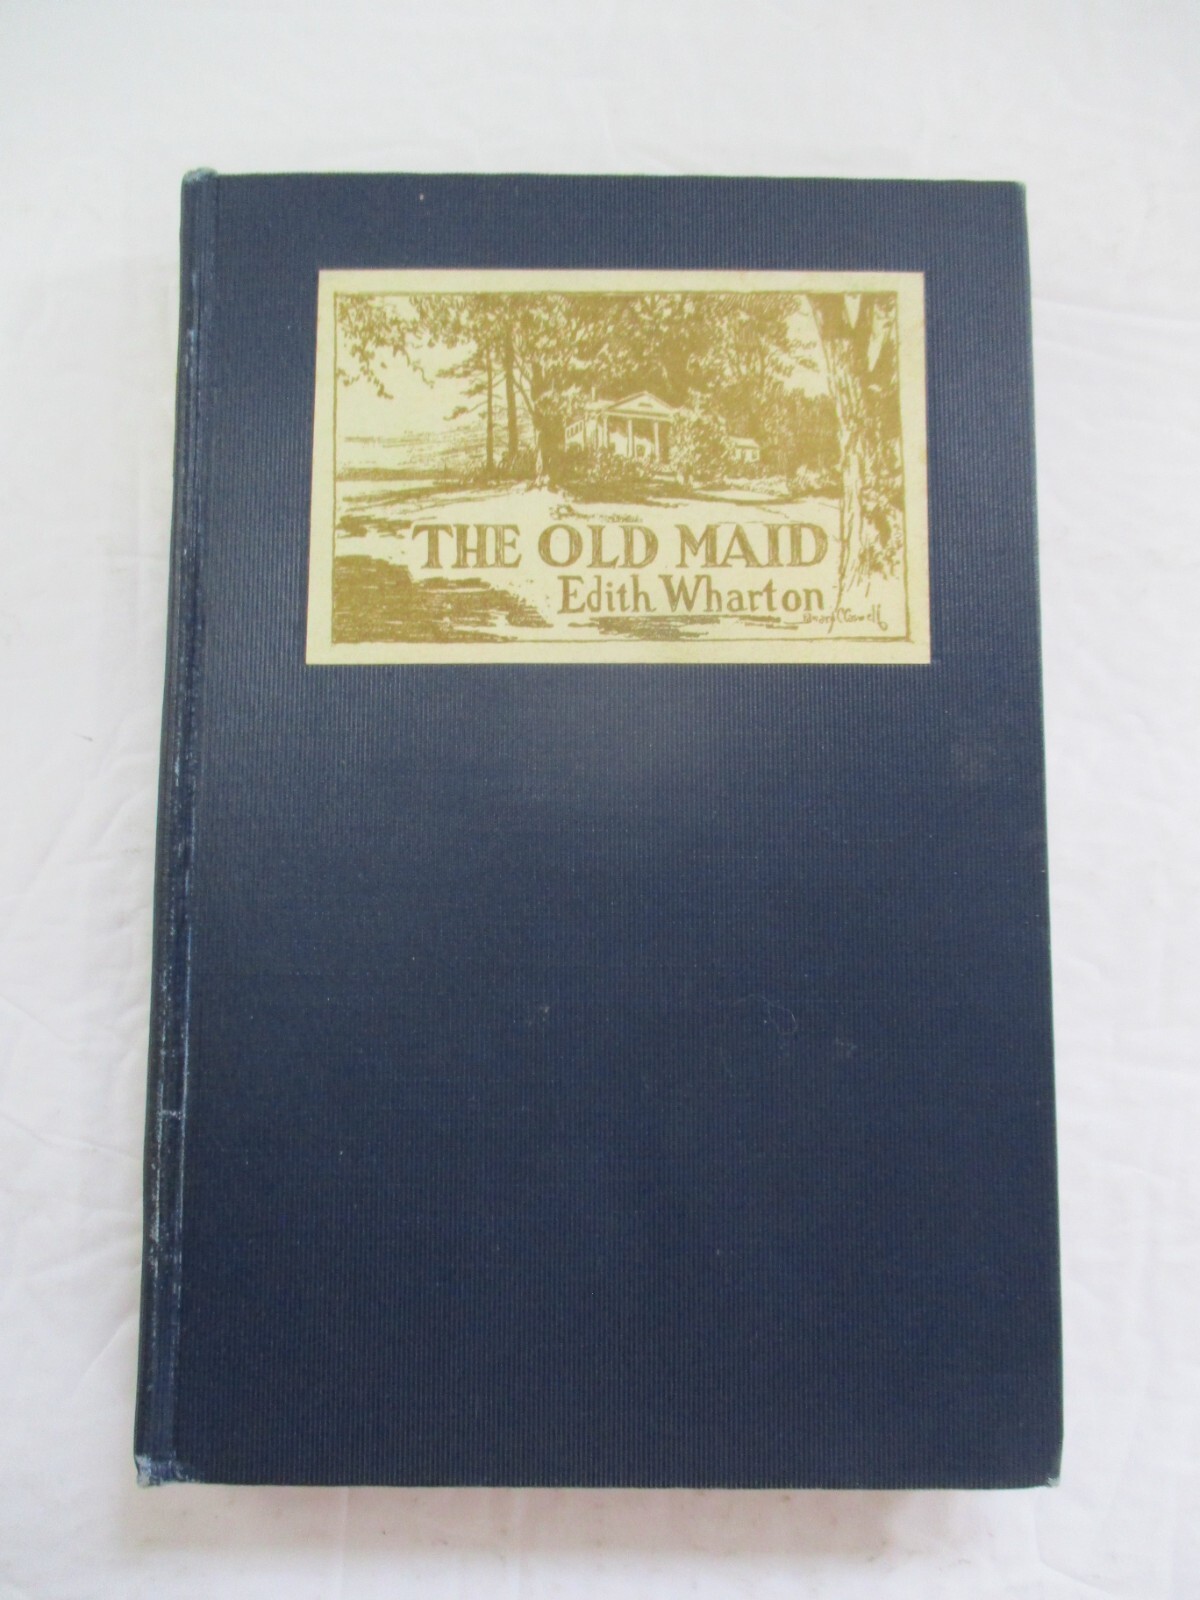 THE OLD MAID
Edith Wharton